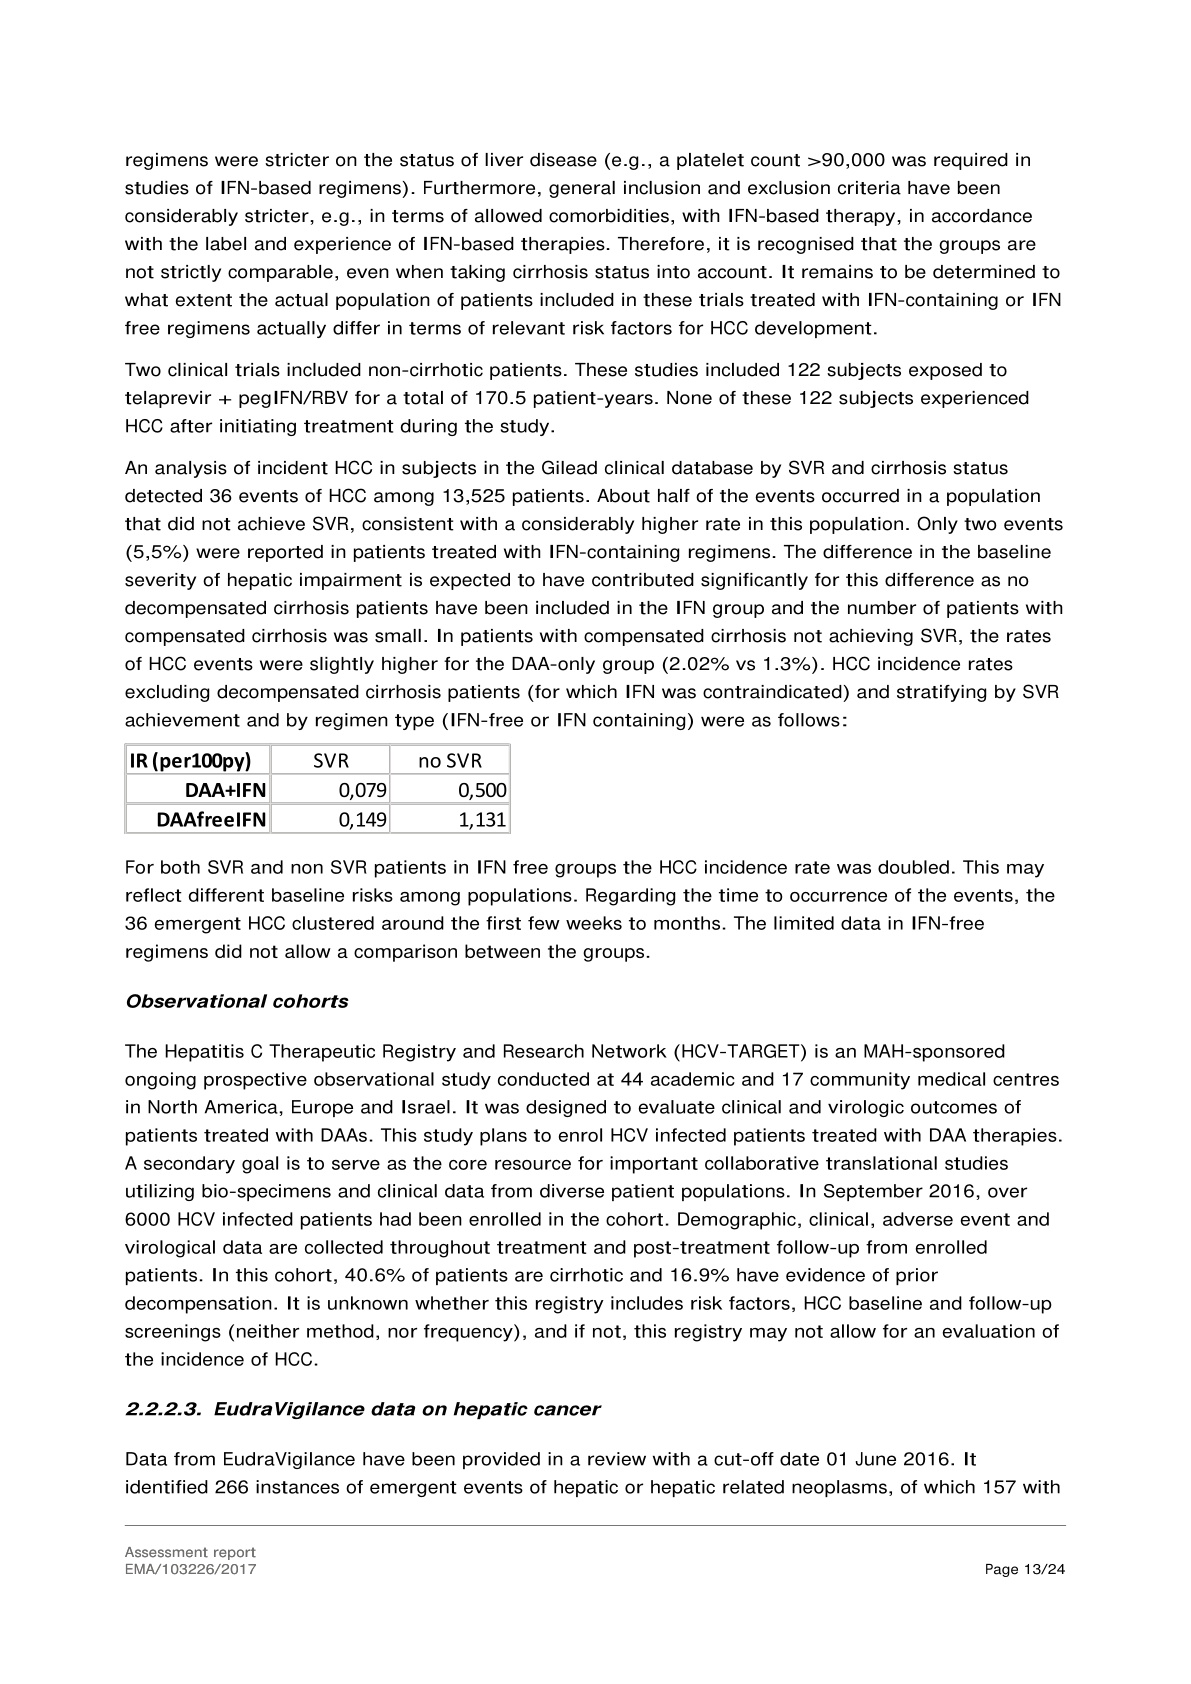 regimens were stricter on the status of liver disease (e.g., a platelet count >90,000 was required in
studies of IFN-based regimens). Furthermore, general inclusion and exclusion criteria have been
considerably stricter, e.g., in terms of allowed comorbidities, with IFN-based therapy, in accordance
with the label and experience of IFN-based therapies. Therefore, it is recognised that the groups are
not strictly comparable, even when taking cirrhosis status into account. It remains to be determined to
what extent the actual population of patients included in these trials treated with IFN-containing or IFN
free regimens actually differ in terms of relevant risk factors for HCC development.
Two clinical trials included non-cirrhotic patients. These studies included 122 subjects exposed to
telaprevir + pegIFN/RBV for a total of 170.5 patient-years. None of these 122 subjects experienced
HCC after initiating treatment during the study.
An analysis of incident HCC in subjects in the Gilead clinical database by SVR and cirrhosis status
detected 36 events of HCC among 13,525 patients. About half of the events occurred in a population
that did not achieve SVR, consistent with a considerably higher rate in this population. Only two events
(5,5%) were reported in patients treated with IFN-containing regimens. The difference in the baseline
severity of hepatic impairment is expected to have contributed significantly for this difference as no
decompensated cirrhosis patients have been included in the IFN group and the number of patients with
compensated cirrhosis was small. In patients with compensated cirrhosis not achieving SVR, the rates
of HCC events were slightly higher for the DAA-only group (2.02% vs 1.3%). HCC incidence rates
excluding decompensated cirrhosis patients (for which IFN was contraindicated) and stratifying by SVR
achievement and by regimen type (IFN-free or IFN containing) were as follows:
IR (per100py) SVR no SVR
DAA+IFN 0,079 0,500
DAAfreeIFN 0,149 1,131
For both SVR and non SVR patients in IFN free groups the HCC incidence rate was doubled. This may
reflect different baseline risks among populations. Regarding the time to occurrence of the events, the
36 emergent HCC clustered around the first few weeks to months. The limited data in IFN-free
regimens did not allow a comparison between the groups.
Observational cohorts
The Hepatitis C Therapeutic Registry and Research Network (HCV-TARGET) is an MAH-sponsored
ongoing prospective observational study conducted at 44 academic and 17 community medical centres
in North America, Europe and Israel. It was designed to evaluate clinical and virologic outcomes of
patients treated with DAAs. This study plans to enrol HCV infected patients treated with DAA therapies.
A secondary goal is to serve as the core resource for important collaborative translational studies
utilizing bio-specimens and clinical data from diverse patient populations. In September 2016, over
6000 HCV infected patients had been enrolled in the cohort. Demographic, clinical, adverse event and
virological data are collected throughout treatment and post-treatment follow-up from enrolled
patients. In this cohort, 40.6% of patients are cirrhotic and 16.9% have evidence of prior
decompensation. It is unknown whether this registry includes risk factors, HCC baseline and follow-up
screenings (neither method, nor frequency), and if not, this registry may not allow for an evaluation of
the incidence of HCC.
2.2.2.3. EudraVigilance data on hepatic cancer
Data from EudraVigilance have been provided in a review with a cut-off date 01 June 2016. It
identified 266 instances of emergent events of hepatic or hepatic related neoplasms, of which 157 with
Assessment report
EMA/103226/2017
Page 13/24